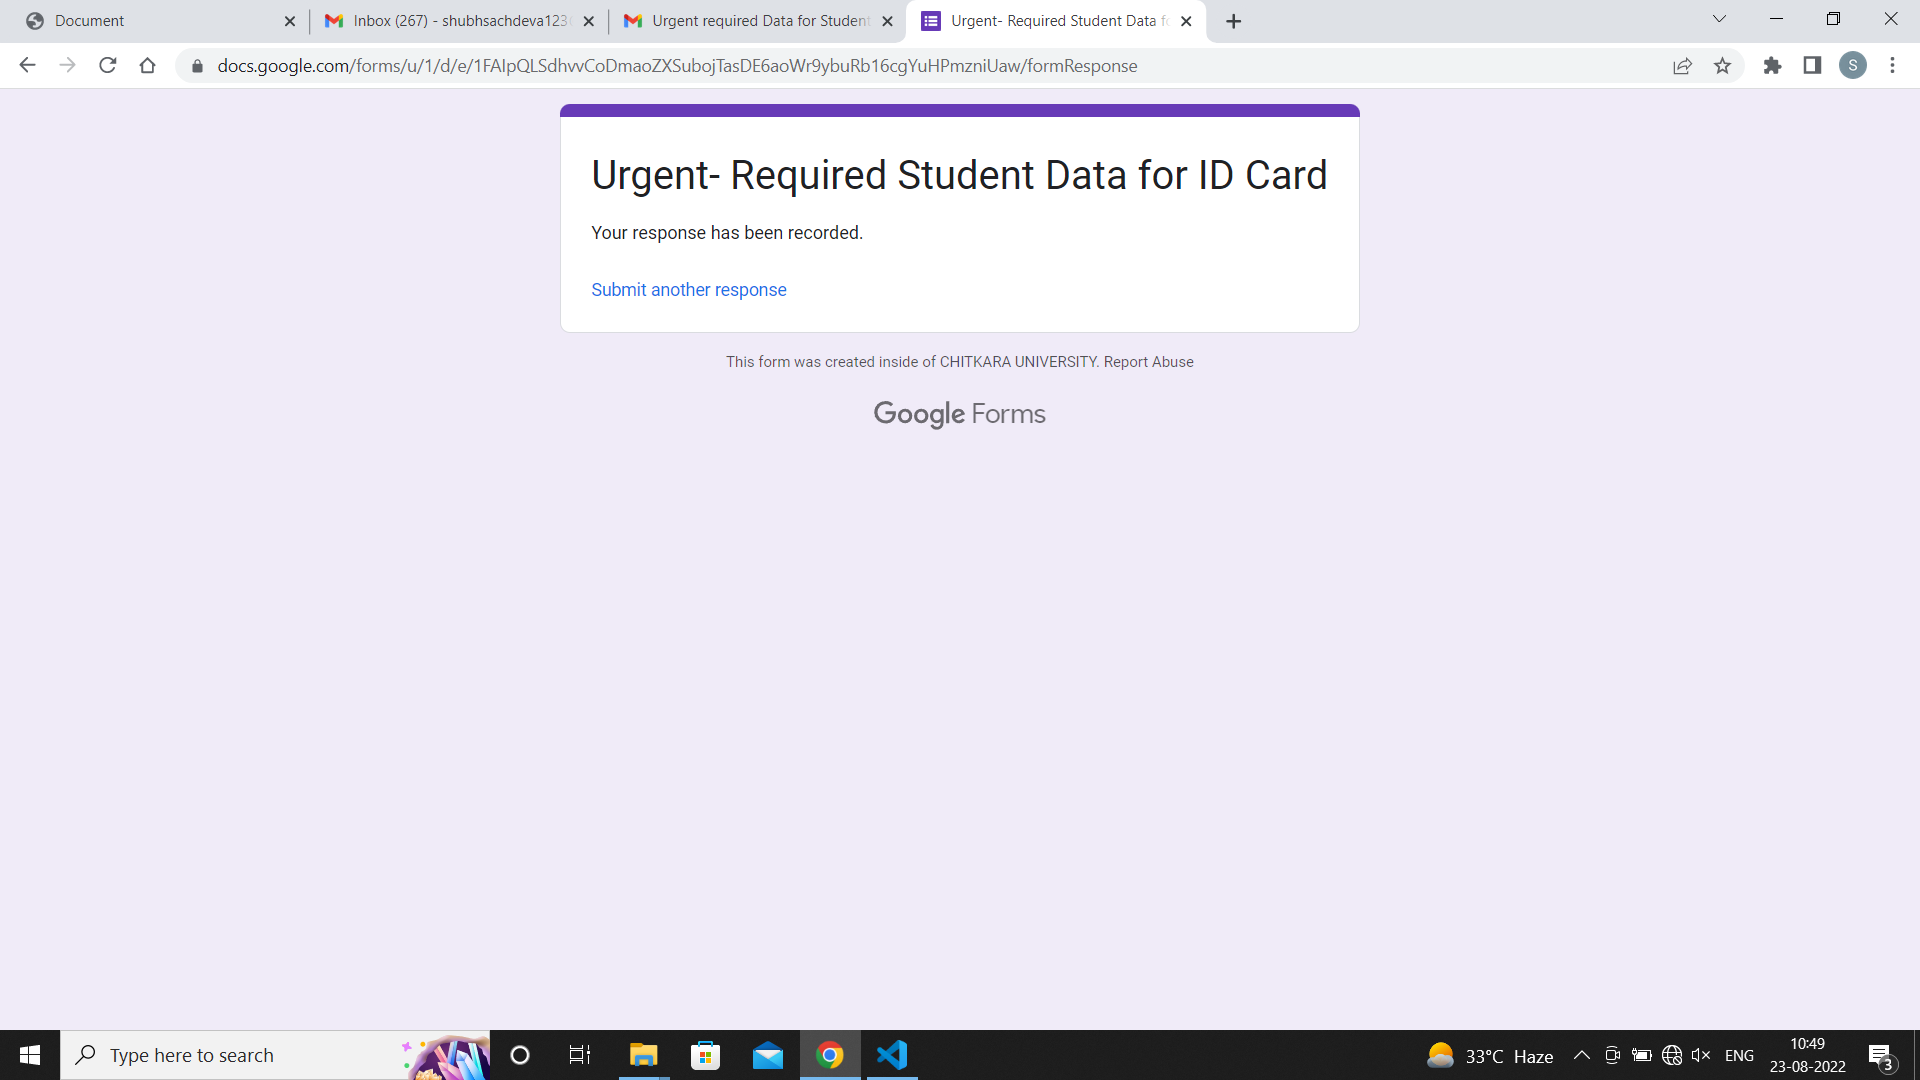 Document
Inbox (267) - shubhsachdeva123
Urgent required Data for Student
Urgent- Required Student Data fo
docs.google.com/forms/u/1/d/e/1FAIpQLSdhvvCoDmaoZXSubojTasDE6aoWr9ybuRb16cgYuHPmzniUaw/formResponse
S
Urgent- Required Student Data for ID Card
Your response has been recorded.
Submit another response
This form was created inside of CHITKARA UNIVERSITY. Report Abuse
Google Forms
Type here to search
33°C Haze
ENG
10:49
23-08-2022
3